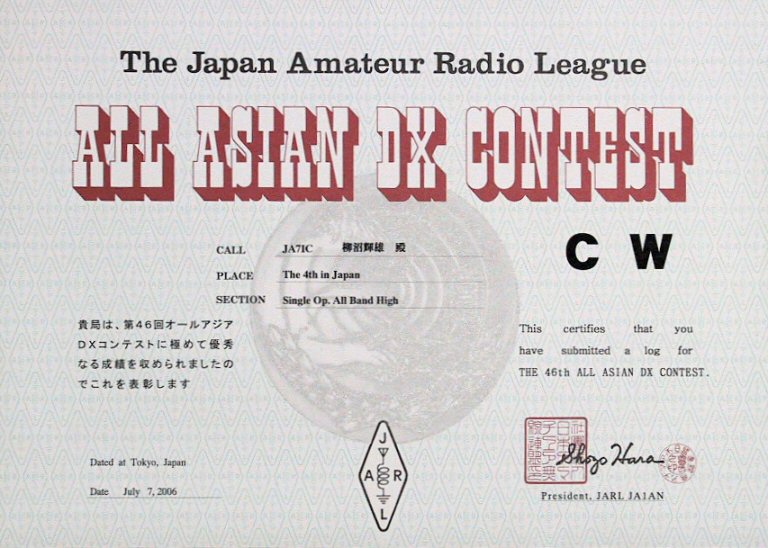 The Japan Amateur Radio League
ALL ASIAN DX CONTEST
C W
CALL JA7IC 柳沼輝雄 殿
PLACE The 4th in Japan
SECTION Single Op. All Band High
貴局は、第46回オールアジア
DXコンテストに極めて優秀
なる成績を収められましたの
でこれを表彰します
This certifies that you
have submitted a log for
THE 46th ALL ASIAN DX CONTEST.
Dated at Tokyo, Japan
Date July 7, 2006
J
A R
L
Shozo Hara
President, JARL JA1AN